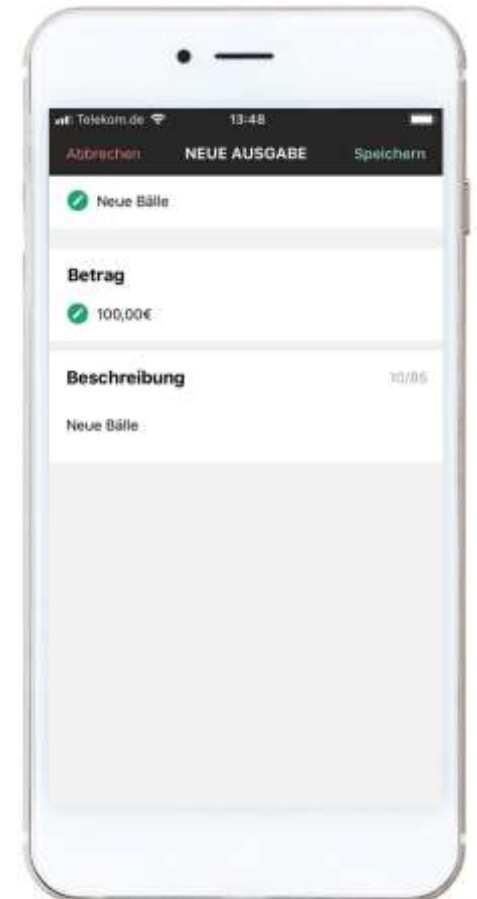 Telekom.de 13:48
Abbrechen NEUE AUSGABE Speichern
Neue Bälle
Betrag
100,00€
Beschreibung 10/85
Neue Bälle